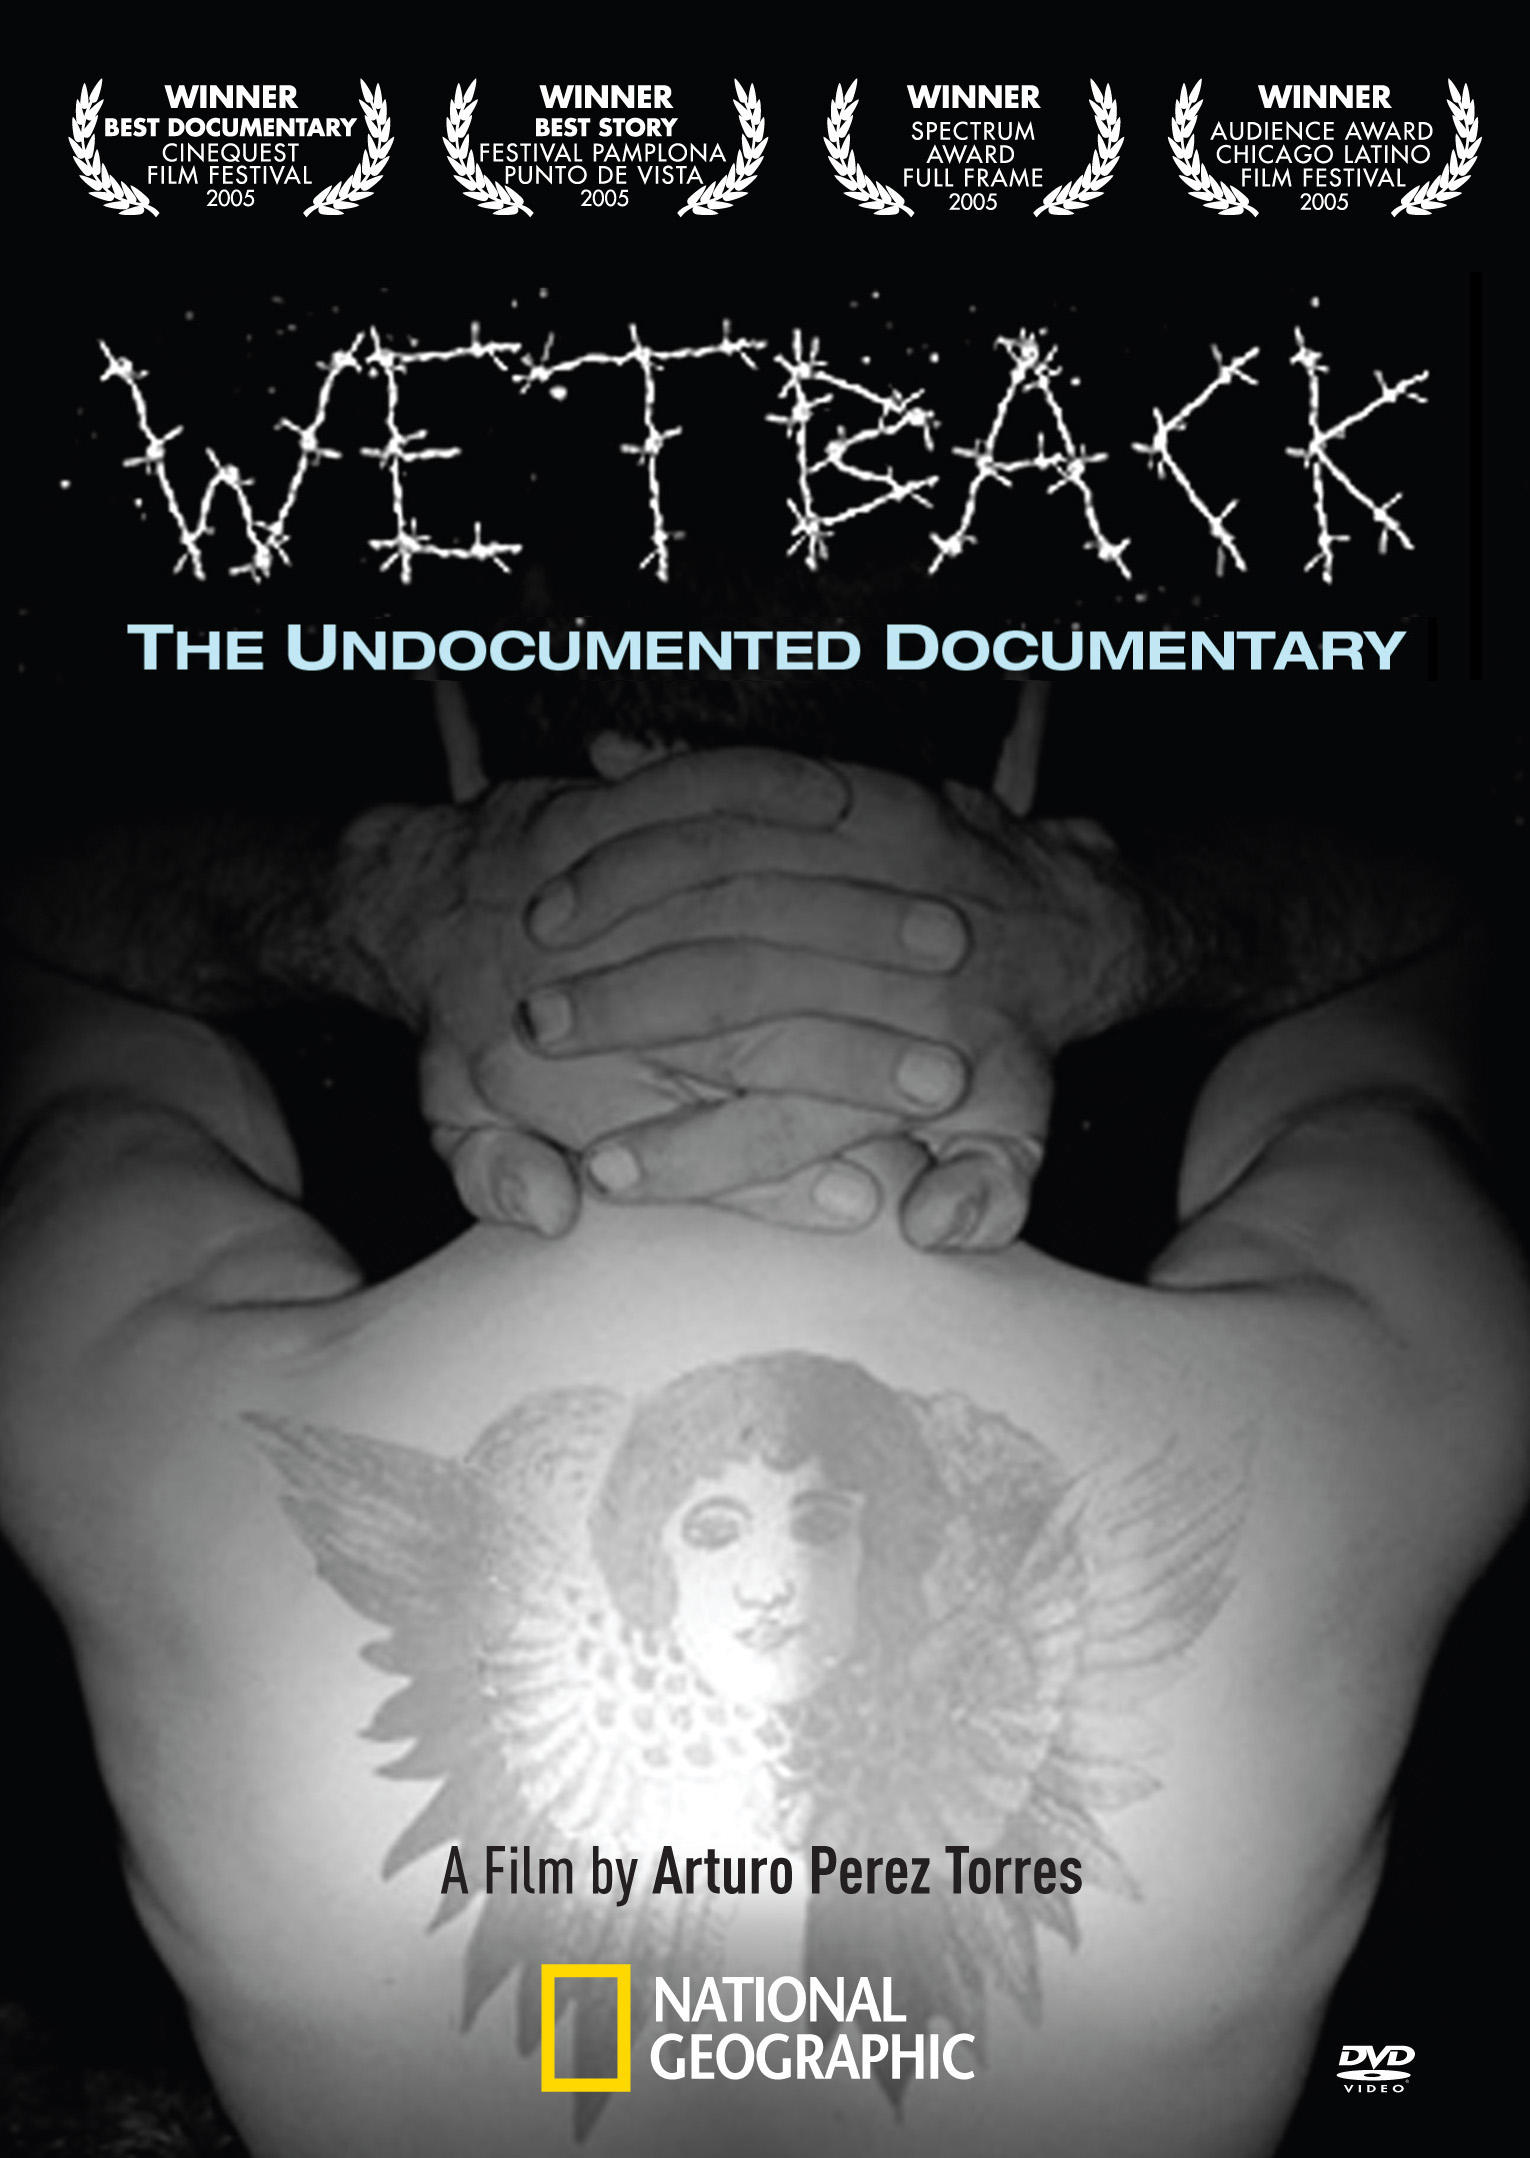 WINNER
BEST DOCUMENTARY
CINEQUEST
FILM FESTIVAL
2005
WINNER
BEST STORY
FESTIVAL PAMPLONA
PUNTO DE VISTA
2005
WINNER
SPECTRUM
AWARD
FULL FRAME
2005
WINNER
AUDIENCE AWARD
CHICAGO LATINO
FILM FESTIVAL
2005
WETBACK
THE UNDOCUMENTED DOCUMENTARY
A Film by Arturo Perez Torres
NATIONAL
GEOGRAPHIC
DVD
VIDEO